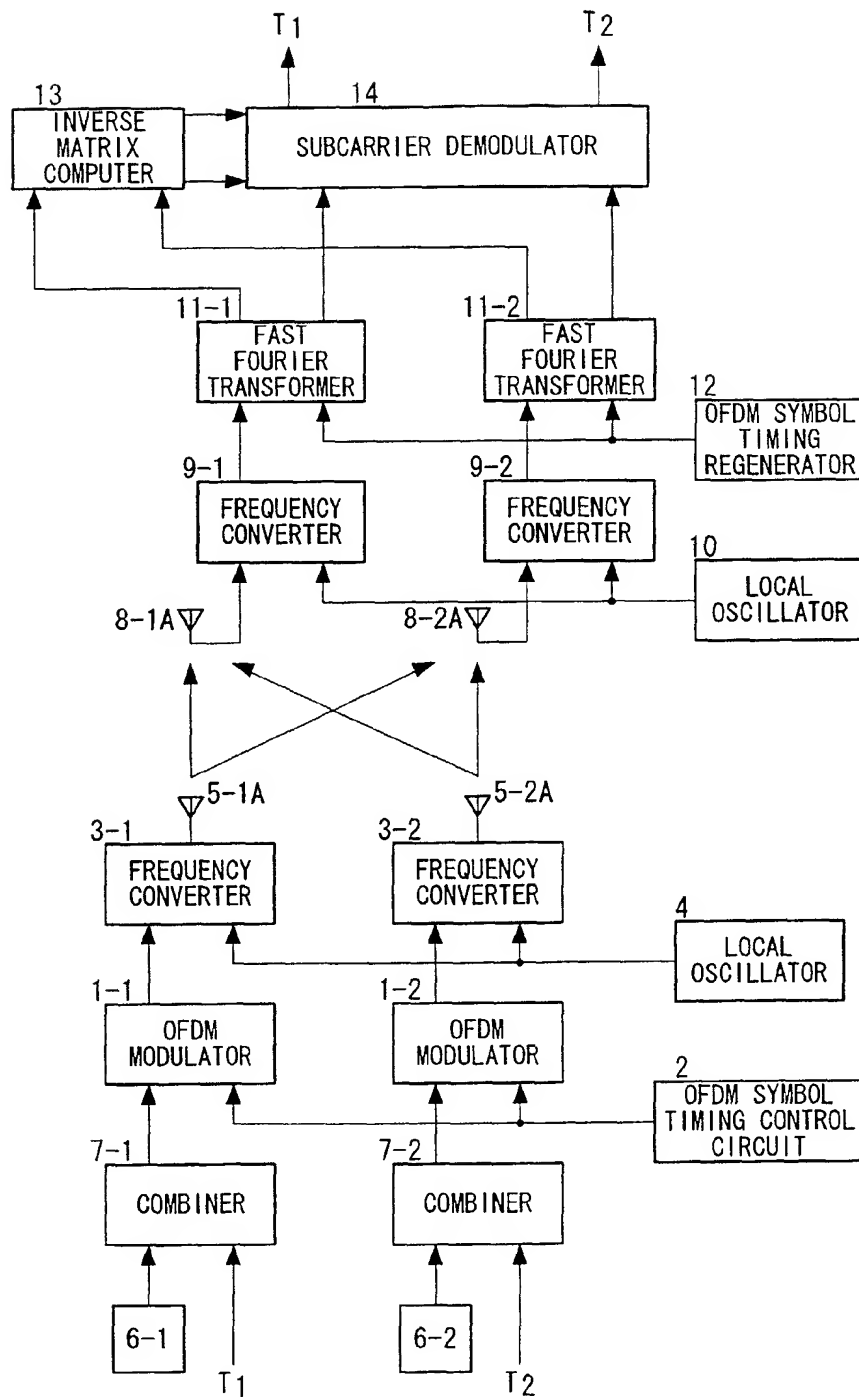 T1
T2
13
14
INVERSE
MATRIX
COMPUTER
SUBCARRIER DEMODULATOR
11-1
11-2
FAST
FOURIER
TRANSFORMER
FAST
FOURIER
TRANSFORMER
12
OFDM SYMBOL
TIMING
REGENERATOR
9-1
9-2
FREQUENCY
CONVERTER
FREQUENCY
CONVERTER
10
LOCAL
OSCILLATOR
8-1A
8-2A
5-1A
5-2A
3-1
3-2
FREQUENCY
CONVERTER
FREQUENCY
CONVERTER
4
LOCAL
OSCILLATOR
1-1
1-2
OFDM
MODULATOR
OFDM
MODULATOR
2
OFDM SYMBOL
TIMING CONTROL
CIRCUIT
7-1
7-2
COMBINER
COMBINER
6-1
6-2
T1
T2